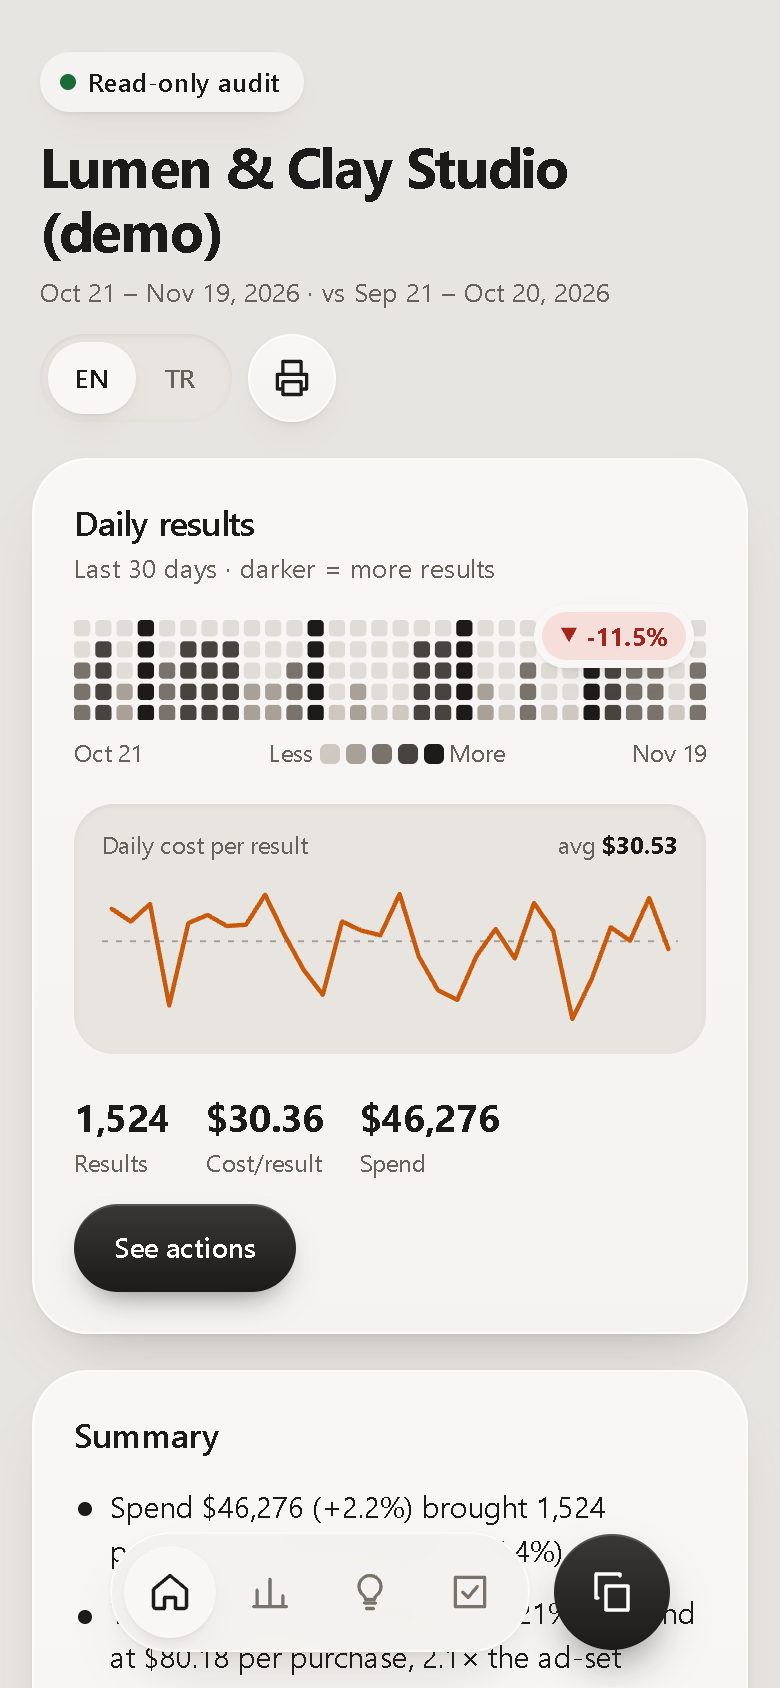 Read-only audit
Lumen & Clay Studio
(demo)
Oct 21 – Nov 19, 2026 · vs Sep 21 – Oct 20, 2026
EN TR
Daily results
Last 30 days · darker = more results
▼ -11.5%
Oct 21 Less More Nov 19
Daily cost per result avg $30.53
1,524 $30.36 $46,276
Results Cost/result Spend
See actions
Summary
Spend $46,276 (+2.2%) brought 1,524
4%)
21%
at $80.18 per purchase, 2.1× the ad-set